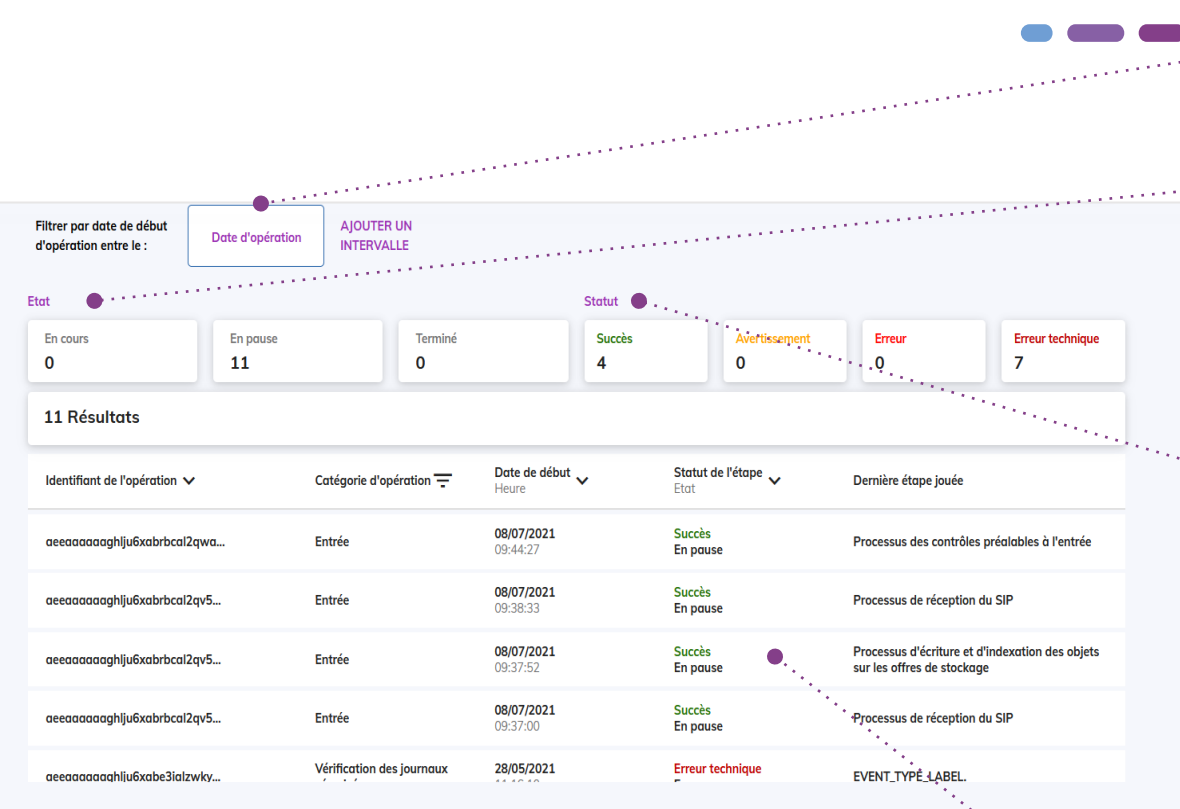 Filtrer par date de début
d'opération entre le :
Date d'opération
AJOUTER UN
INTERVALLE
Etat
Statut
En cours
0
En pause
11
Terminé
0
Succès
4
Avertissement
0
Erreur
0
Erreur technique
7
11 Résultats
Identifiant de l'opération
Catégorie d'opération
Date de début
Heure
Statut de l'étape
Etat
Dernière étape jouée
aeeaaaaaaghlju6xabrbcal2qwa...
Entrée
08/07/2021
09:44:27
Succès
En pause
Processus des contrôles préalables à l'entrée
aeeaaaaaaghlju6xabrbcal2qv5...
Entrée
08/07/2021
09:38:33
Succès
En pause
Processus de réception du SIP
aeeaaaaaaghlju6xabrbcal2qv5...
Entrée
08/07/2021
09:37:52
Succès
En pause
Processus d'écriture et d'indexation des objets
sur les offres de stockage
aeeaaaaaaghlju6xabrbcal2qv5...
Entrée
08/07/2021
09:37:00
Succès
En pause
Processus de réception du SIP
aeeaaaaaaghlju6xabe3ialzwky...
Vérification des journaux
28/05/2021
Erreur technique
EVENT_TYPE_LABEL.